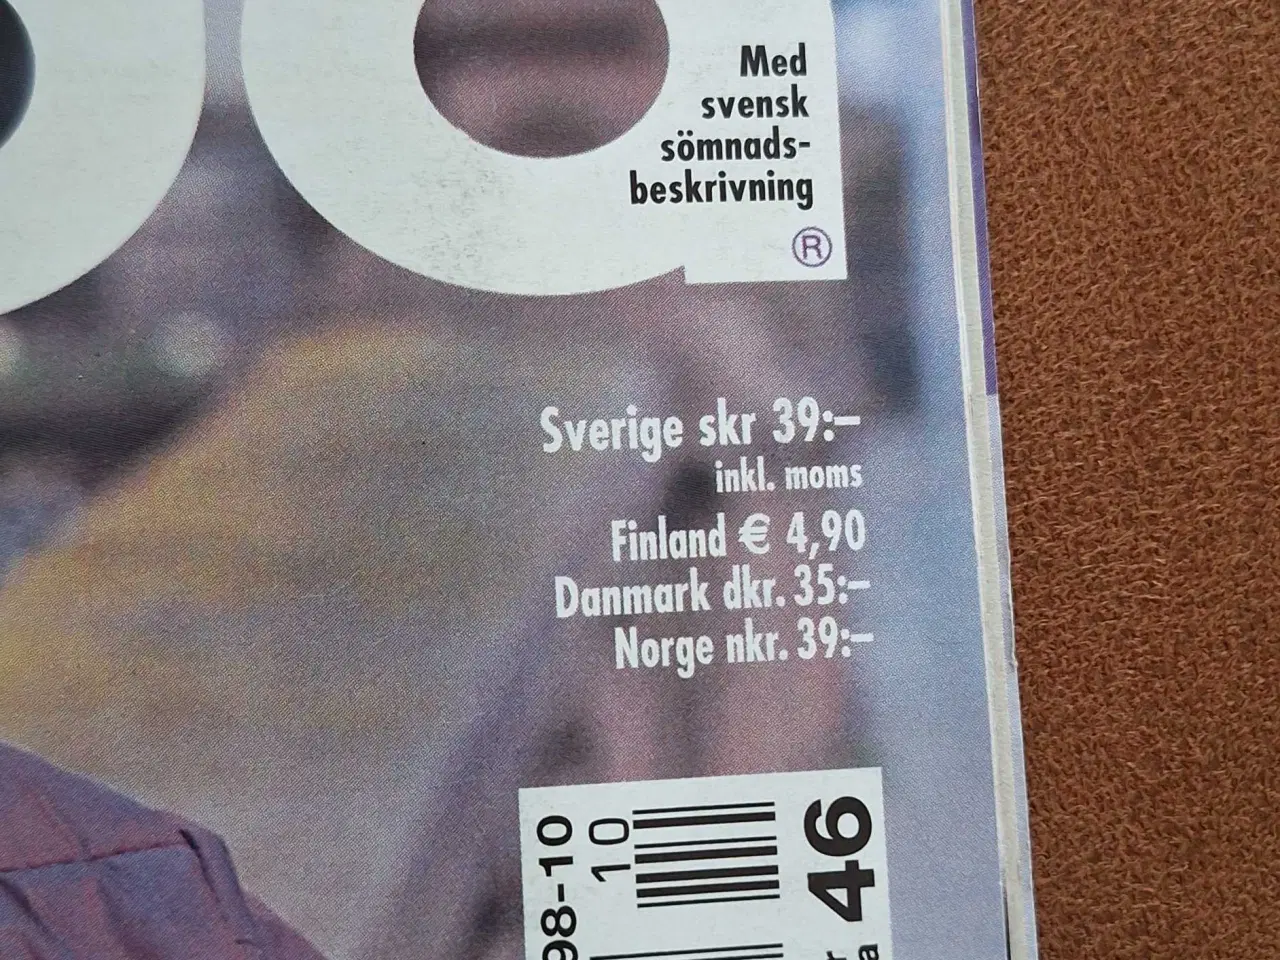 Med
svensk
sömnads-
beskrivning
®
Sverige skr 39:–
inkl. moms
Finland € 4,90
Danmark dkr. 35:–
Norge nkr. 39:–
98-10
10
46